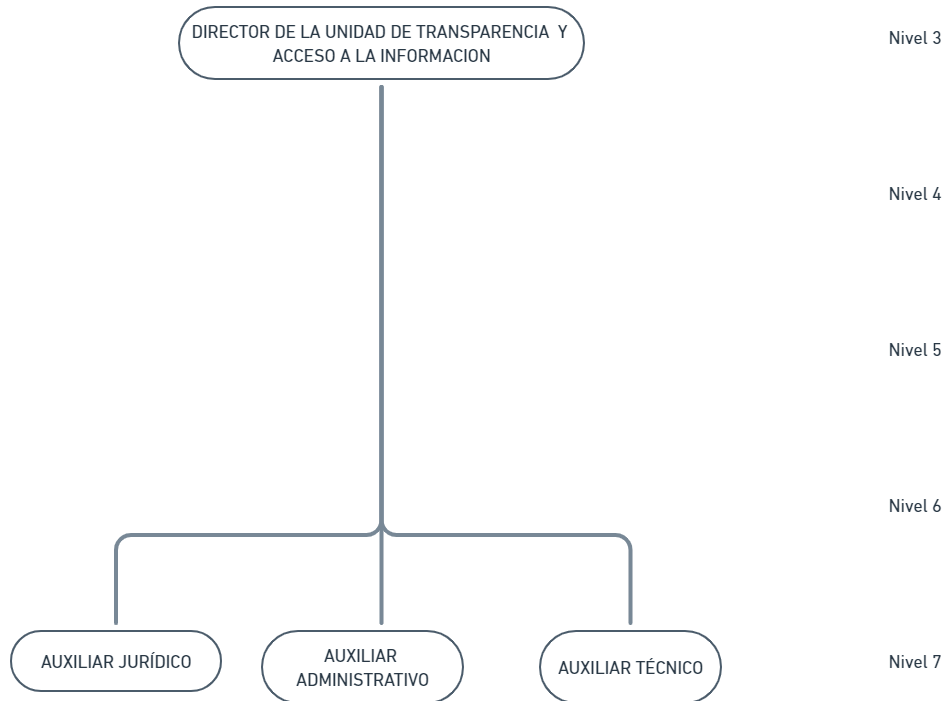 DIRECTOR DE LA UNIDAD DE TRANSPARENCIA Y
ACCESO A LA INFORMACION
Nivel 3
Nivel 4
Nivel 5
Nivel 6
AUXILIAR JURÍDICO
AUXILIAR
ADMINISTRATIVO
AUXILIAR TÉCNICO
Nivel 7